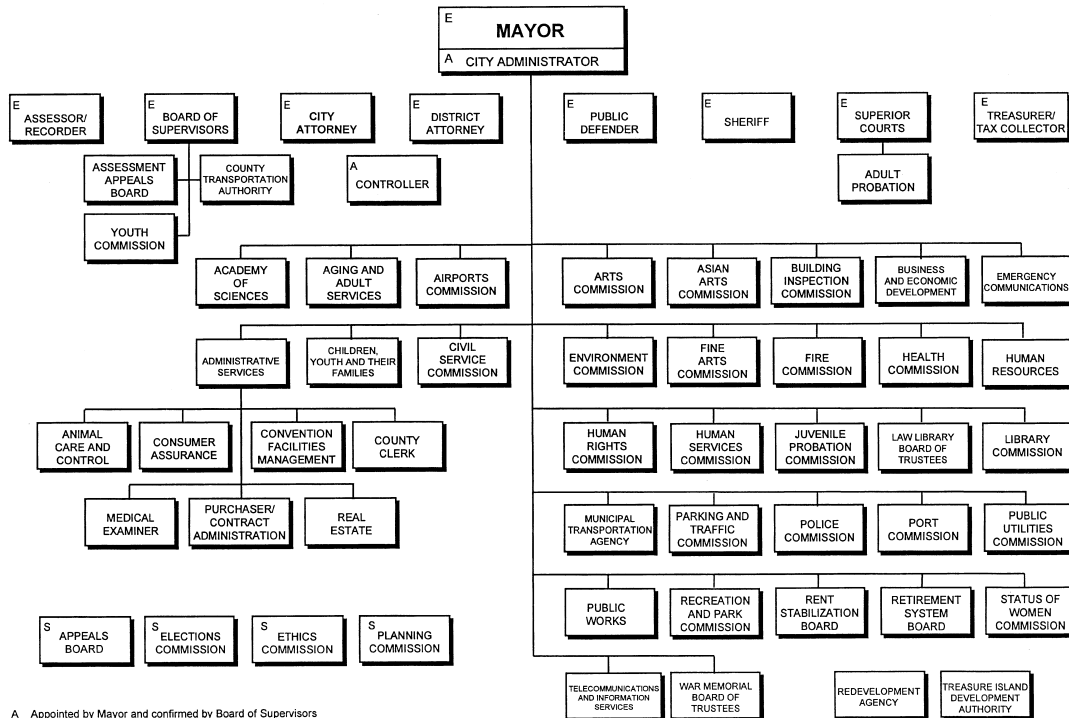 E
MAYOR
A CITY ADMINISTRATOR
E
ASSESSOR/
RECORDER
E
BOARD OF
SUPERVISORS
E
CITY
ATTORNEY
E
DISTRICT
ATTORNEY
E
PUBLIC
DEFENDER
E
SHERIFF
E
SUPERIOR
COURTS
E
TREASURER/
TAX COLLECTOR
ASSESSMENT
APPEALS
BOARD
COUNTY
TRANSPORTATION
AUTHORITY
A
CONTROLLER
ADULT
PROBATION
YOUTH
COMMISSION
ACADEMY
OF
SCIENCES
AGING AND
ADULT
SERVICES
AIRPORTS
COMMISSION
ARTS
COMMISSION
ASIAN
ARTS
COMMISSION
BUILDING
INSPECTION
COMMISSION
BUSINESS
AND ECONOMIC
DEVELOPMENT
EMERGENCY
COMMUNICATIONS
ADMINISTRATIVE
SERVICES
CHILDREN,
YOUTH AND THEIR
FAMILIES
CIVIL
SERVICE
COMMISSION
ENVIRONMENT
COMMISSION
FINE
ARTS
COMMISSION
FIRE
COMMISSION
HEALTH
COMMISSION
HUMAN
RESOURCES
ANIMAL
CARE AND
CONTROL
CONSUMER
ASSURANCE
CONVENTION
FACILITIES
MANAGEMENT
COUNTY
CLERK
HUMAN
RIGHTS
COMMISSION
HUMAN
SERVICES
COMMISSION
JUVENILE
PROBATION
COMMISSION
LAW LIBRARY
BOARD OF
TRUSTEES
LIBRARY
COMMISSION
MEDICAL
EXAMINER
PURCHASER/
CONTRACT
ADMINISTRATION
REAL
ESTATE
MUNICIPAL
TRANSPORTATION
AGENCY
PARKING AND
TRAFFIC
COMMISSION
POLICE
COMMISSION
PORT
COMMISSION
PUBLIC
UTILITIES
COMMISSION
PUBLIC
WORKS
RECREATION
AND PARK
COMMISSION
RENT
STABILIZATION
BOARD
RETIREMENT
SYSTEM
BOARD
STATUS OF
WOMEN
COMMISSION
S
APPEALS
BOARD
S
ELECTIONS
COMMISSION
S
ETHICS
COMMISSION
S
PLANNING
COMMISSION
TELECOMMUNICATIONS
AND INFORMATION
SERVICES
WAR MEMORIAL
BOARD OF
TRUSTEES
REDEVELOPMENT
AGENCY
TREASURE ISLAND
DEVELOPMENT
AUTHORITY
A Appointed by Mayor and confirmed by Board of Supervisors